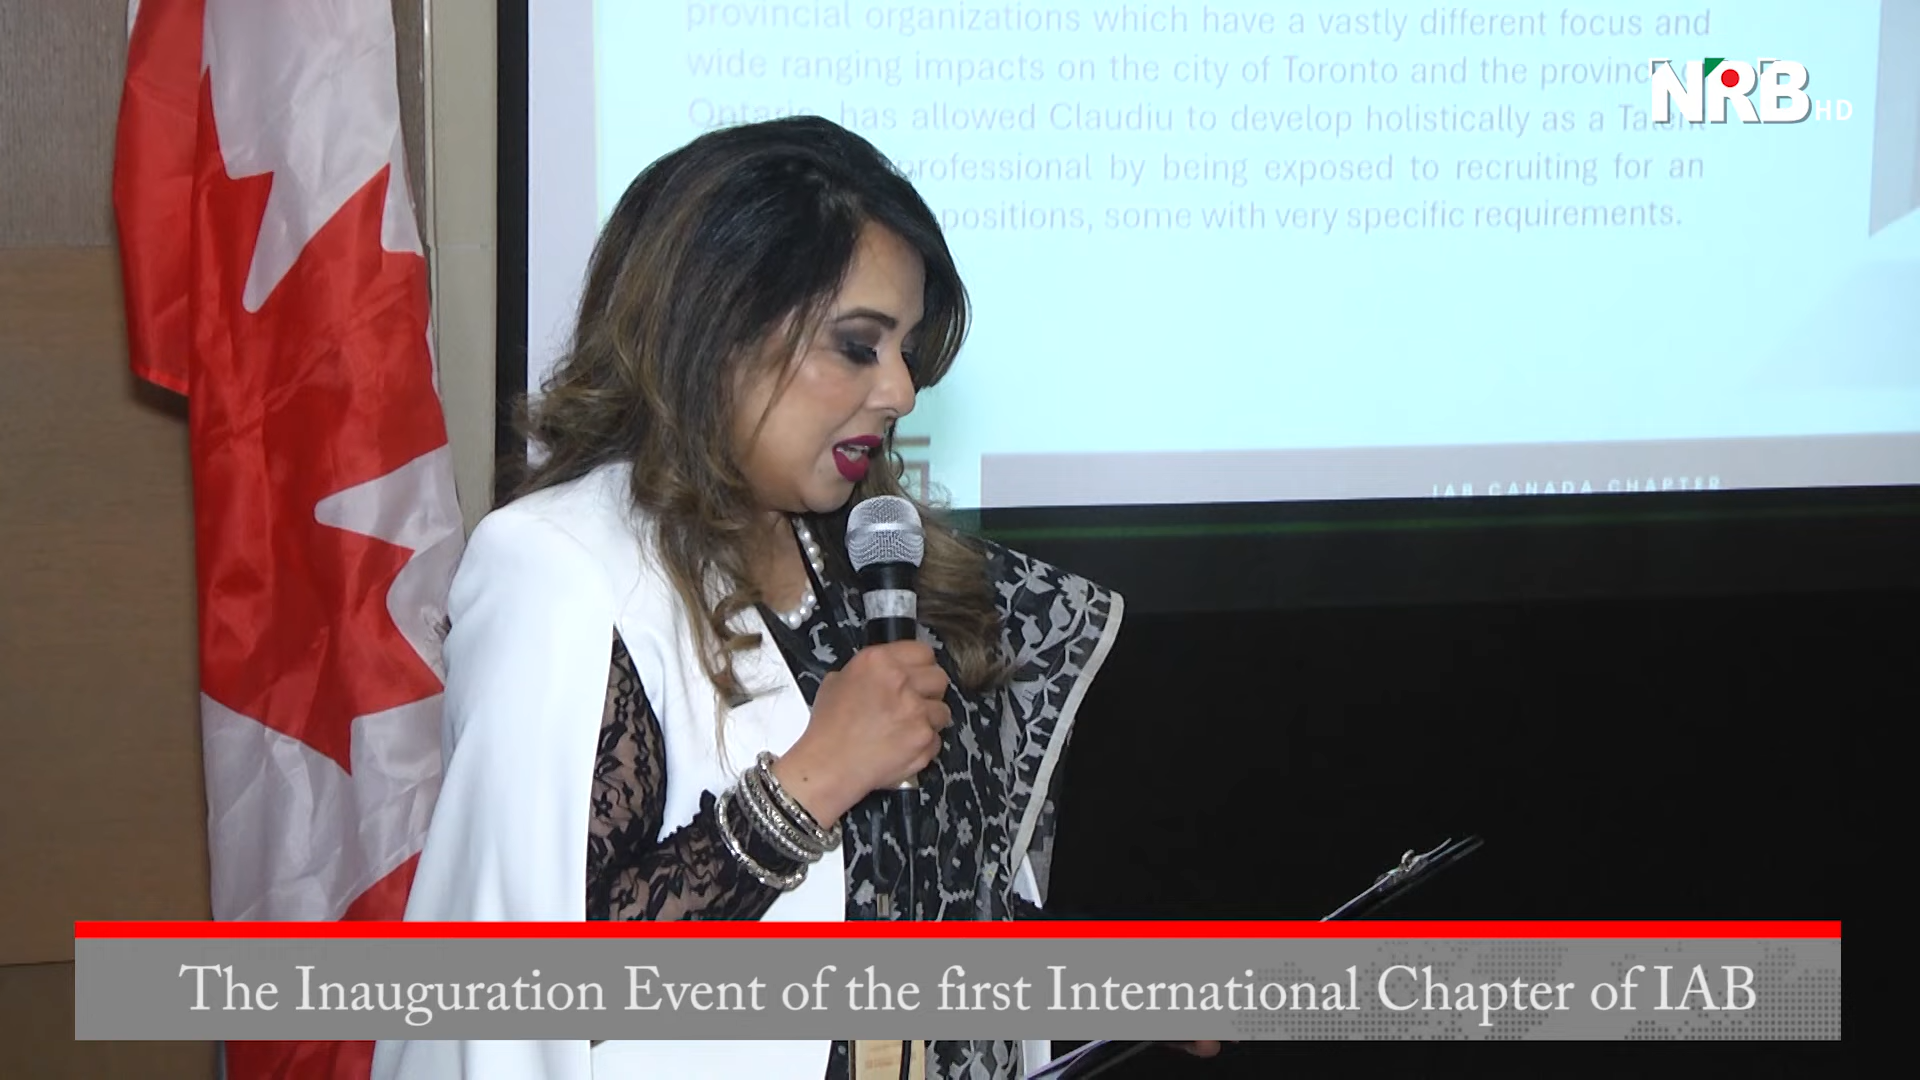 provincial organizations which have a vastly different focus and
wide ranging impacts on the city of Toronto and the
Ontario, has allowed Claudiu to develop holistically as a Talent
professional by being exposed to recruiting for an
positions, some with very specific requirements.
NRB HD
IAB CANADA CHAPTER
The Inauguration Event of the first International Chapter of IAB